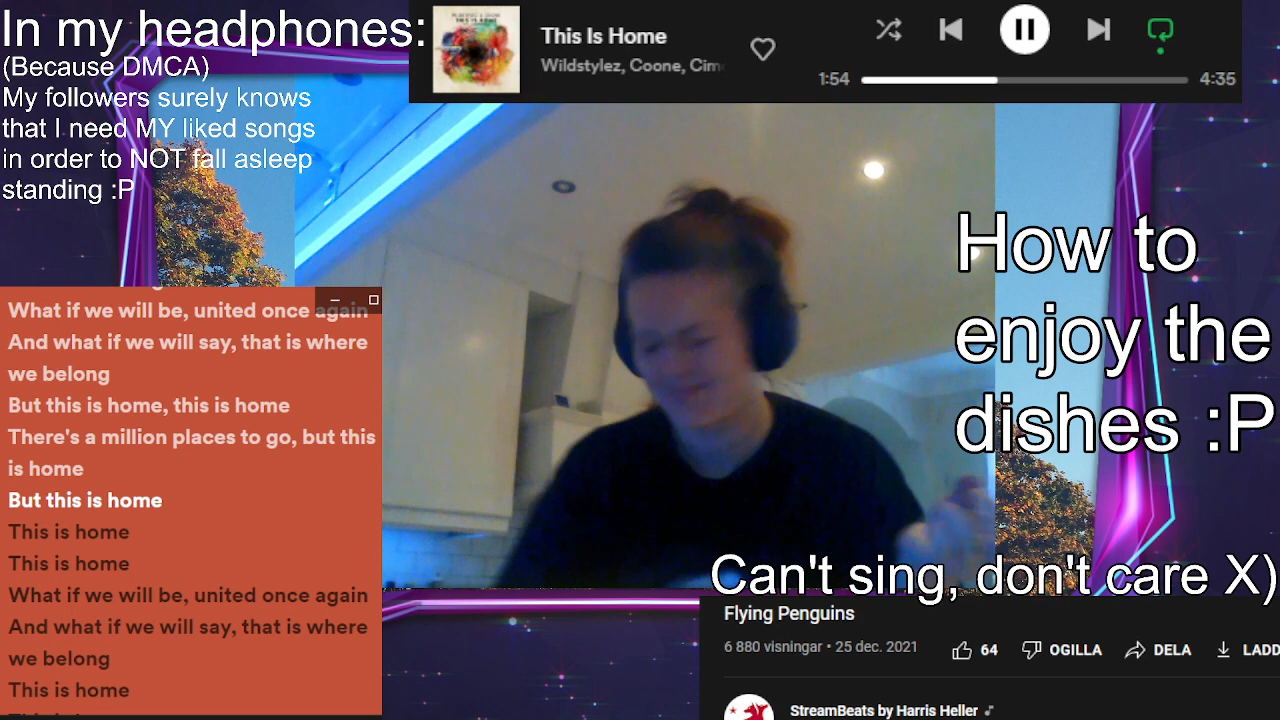 In my headphones:
(Because DMCA)
My followers surely knows
that I need MY liked songs
in order to NOT fall asleep
standing :P
This Is Home
Wildstylez, Coone, Cim
1:54
4:35
What if we will be, united once again
And what if we will say, that is where
we belong
But this is home, this is home
There's a million places to go, but this
is home
But this is home
This is home
This is home
What if we will be, united once again
And what if we will say, that is where
we belong
This is home
How to
enjoy the
dishes :P
Can't sing, don't care X)
Flying Penguins
6 880 visningar • 25 dec. 2021
64 OGILLA DELA LADD
StreamBeats by Harris Heller